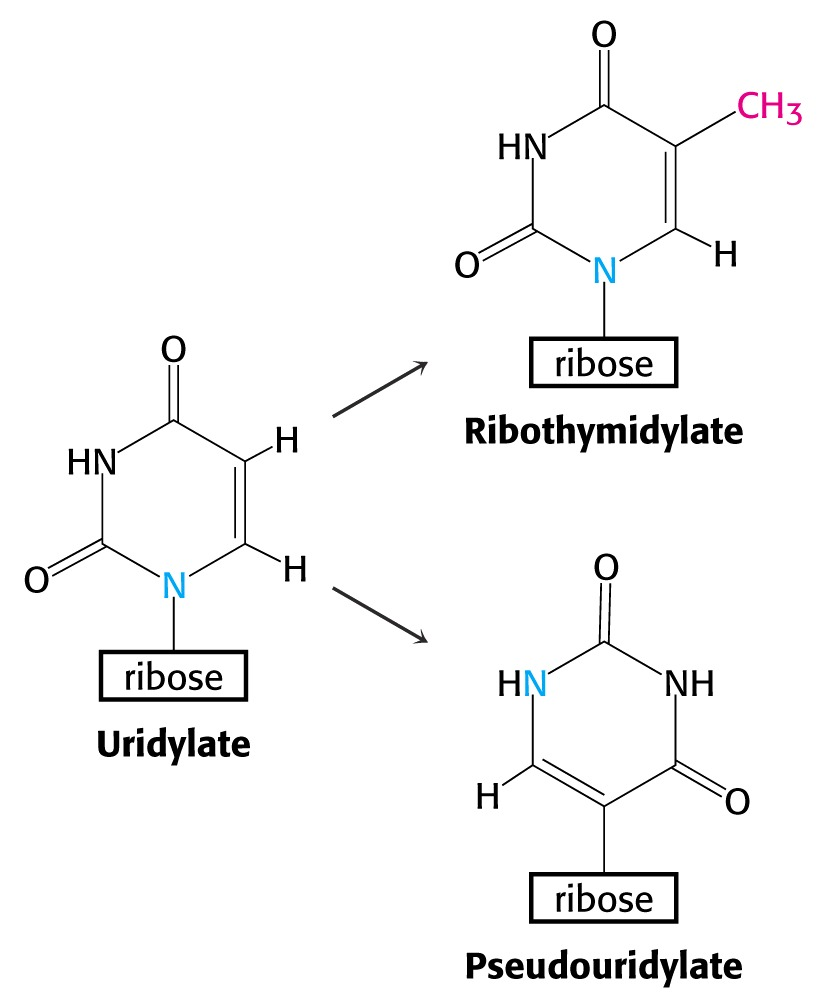 O
CH3
HN
O
N
H
ribose
Ribothymidylate
O
HN
H
O
N
H
ribose
Uridylate
O
HN
NH
H
O
ribose
Pseudouridylate